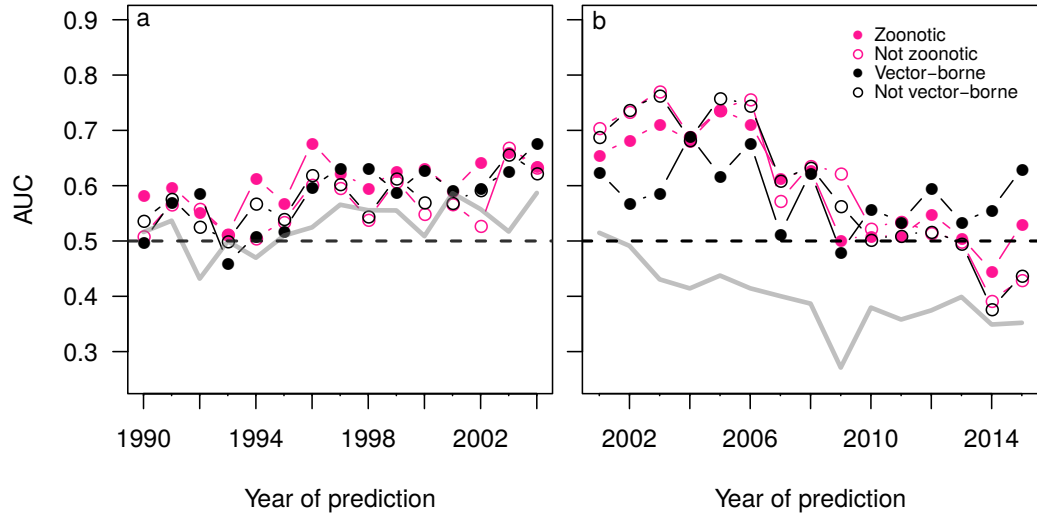 a
b
Zoonotic
Not zoonotic
Vector−borne
Not vector−borne
AUC
0.9
0.8
0.7
0.6
0.5
0.4
0.3
1990
1994
1998
2002
2002
2006
2010
2014
Year of prediction
Year of prediction